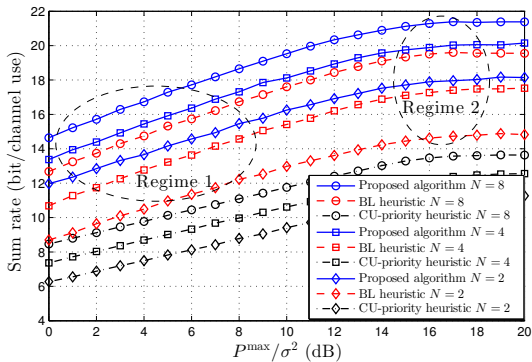 22
20
18
16
14
12
10
8
6
4
Sum rate (bit/channel use)
Regime 1
Regime 2
Proposed algorithm N = 8
BL heuristic N = 8
CU-priority heuristic N = 8
Proposed algorithm N = 4
BL heuristic N = 4
CU-priority heuristic N = 4
Proposed algorithm N = 2
BL heuristic N = 2
CU-priority heuristic N = 2
0 2 4 6 8 10 12 14 16 18 20
P^max/σ² (dB)